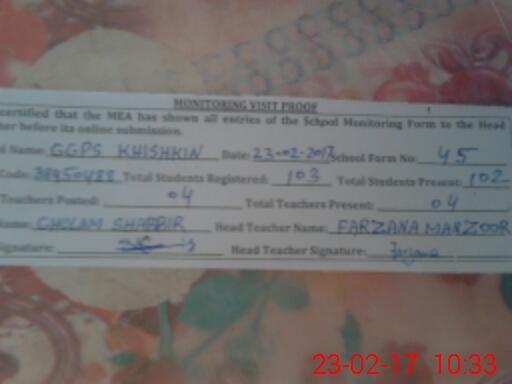 MONITORING VISIT PROOF
certified that the MEA has shown all entries of the School Monitoring Form to the Head
her before its online submission.
l Name: GGPS KHISHKIN Date: 23-02-2017 School Form No: 45
Code: Total Students Registered: 103 Total Students Present: 102
Teachers Posted: 04 Total Teachers Present: 04
Name: GHOLAM SHABBIR Head Teacher Name: FARZANA MANZOOR
Signature: Head Teacher Signature: Farzana
23-02-17 10:33